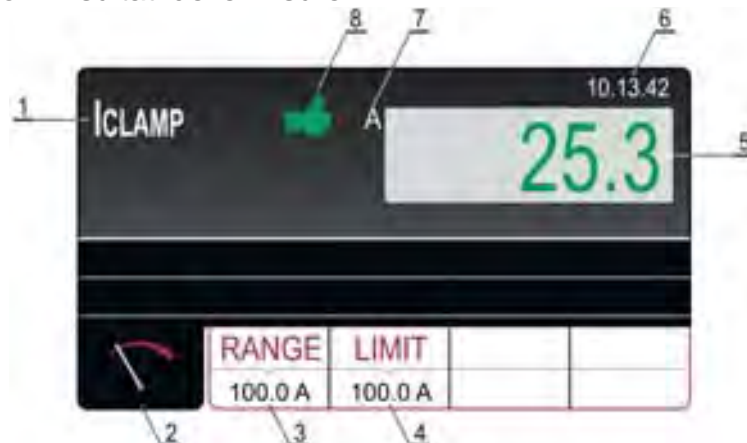 8 7 6
10.13.42
1 ICLAMP A 25.3 5
RANGE LIMIT
100.0 A 100.0 A
2 3 4